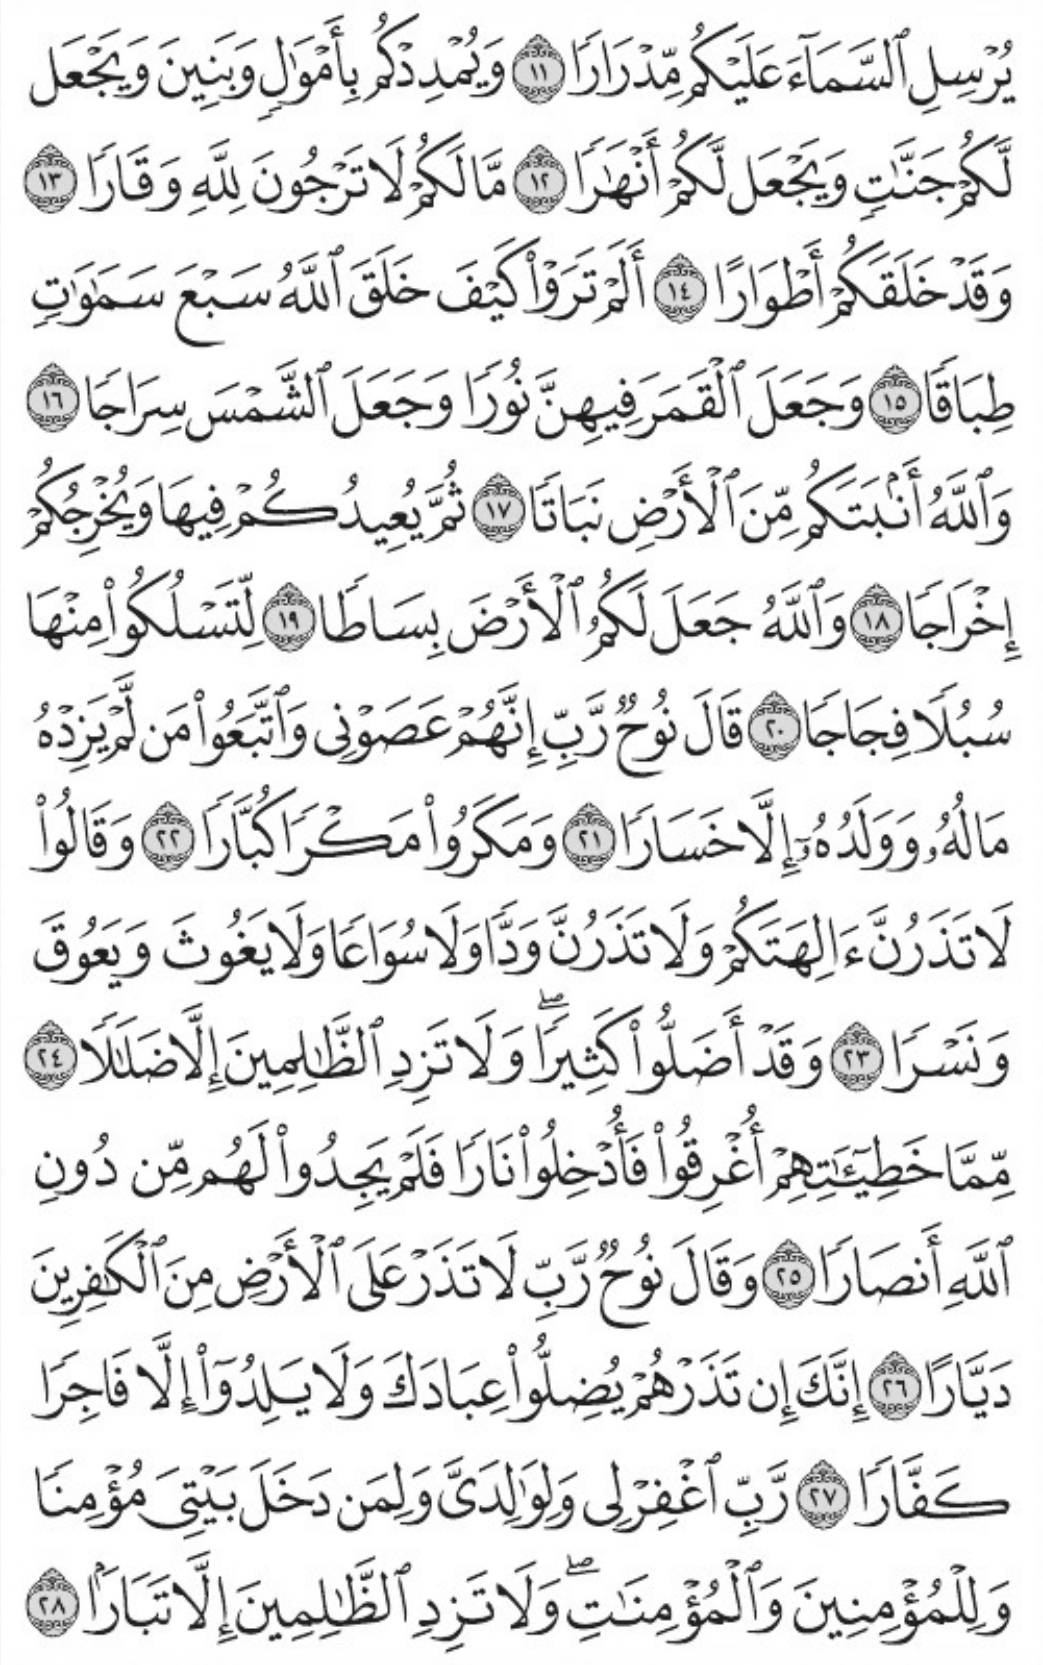 يُرْسِلِ ٱلسَّمَآءَ عَلَيْكُم مِّدْرَارًا ١١ وَيُمْدِدْكُم بِأَمْوَٰلٍ وَبَنِينَ وَيَجْعَل
لَّكُمْ جَنَّٰتٍ وَيَجْعَل لَّكُمْ أَنْهَٰرًا ١٢ مَّا لَكُمْ لَا تَرْجُونَ لِلَّهِ وَقَارًا ١٣
وَقَدْ خَلَقَكُمْ أَطْوَارًا ١٤ أَلَمْ تَرَوْا۟ كَيْفَ خَلَقَ ٱللَّهُ سَبْعَ سَمَٰوَٰتٍ
طِبَاقًا ١٥ وَجَعَلَ ٱلْقَمَرَ فِيهِنَّ نُورًا وَجَعَلَ ٱلشَّمْسَ سِرَاجًا ١٦
وَٱللَّهُ أَنۢبَتَكُم مِّنَ ٱلْأَرْضِ نَبَاتًا ١٧ ثُمَّ يُعِيدُكُمْ فِيهَا وَيُخْرِجُكُمْ
إِخْرَاجًا ١٨ وَٱللَّهُ جَعَلَ لَكُمُ ٱلْأَرْضَ بِسَاطًا ١٩ لِّتَسْلُكُوا۟ مِنْهَا
سُبُلًا فِجَاجًا ٢٠ قَالَ نُوحٌ رَّبِّ إِنَّهُمْ عَصَوْنِى وَٱتَّبَعُوا۟ مَن لَّمْ يَزِدْهُ
مَالُهُۥ وَوَلَدُهُۥٓ إِلَّا خَسَارًا ٢١ وَمَكَرُوا۟ مَكْرًا كُبَّارًا ٢٢ وَقَالُوا۟
لَا تَذَرُنَّ ءَالِهَتَكُمْ وَلَا تَذَرُنَّ وَدًّا وَلَا سُوَاعًا وَلَا يَغُوثَ وَيَعُوقَ
وَنَسْرًا ٢٣ وَقَدْ أَضَلُّوا۟ كَثِيرًا ۖ وَلَا تَزِدِ ٱلظَّٰلِمِينَ إِلَّا ضَلَٰلًا ٢٤
مِّمَّا خَطِيٓـَٰٔتِهِمْ أُغْرِقُوا۟ فَأُدْخِلُوا۟ نَارًا فَلَمْ يَجِدُوا۟ لَهُم مِّن دُونِ
ٱللَّهِ أَنصَارًا ٢٥ وَقَالَ نُوحٌ رَّبِّ لَا تَذَرْ عَلَى ٱلْأَرْضِ مِنَ ٱلْكَٰفِرِينَ
دَيَّارًا ٢٦ إِنَّكَ إِن تَذَرْهُمْ يُضِلُّوا۟ عِبَادَكَ وَلَا يَلِدُوٓا۟ إِلَّا فَاجِرًا
كَفَّارًا ٢٧ رَّبِّ ٱغْفِرْ لِى وَلِوَٰلِدَىَّ وَلِمَن دَخَلَ بَيْتِىَ مُؤْمِنًا
وَلِلْمُؤْمِنِينَ وَٱلْمُؤْمِنَٰتِ ۖ وَلَا تَزِدِ ٱلظَّٰلِمِينَ إِلَّا تَبَارًۢا ٢٨